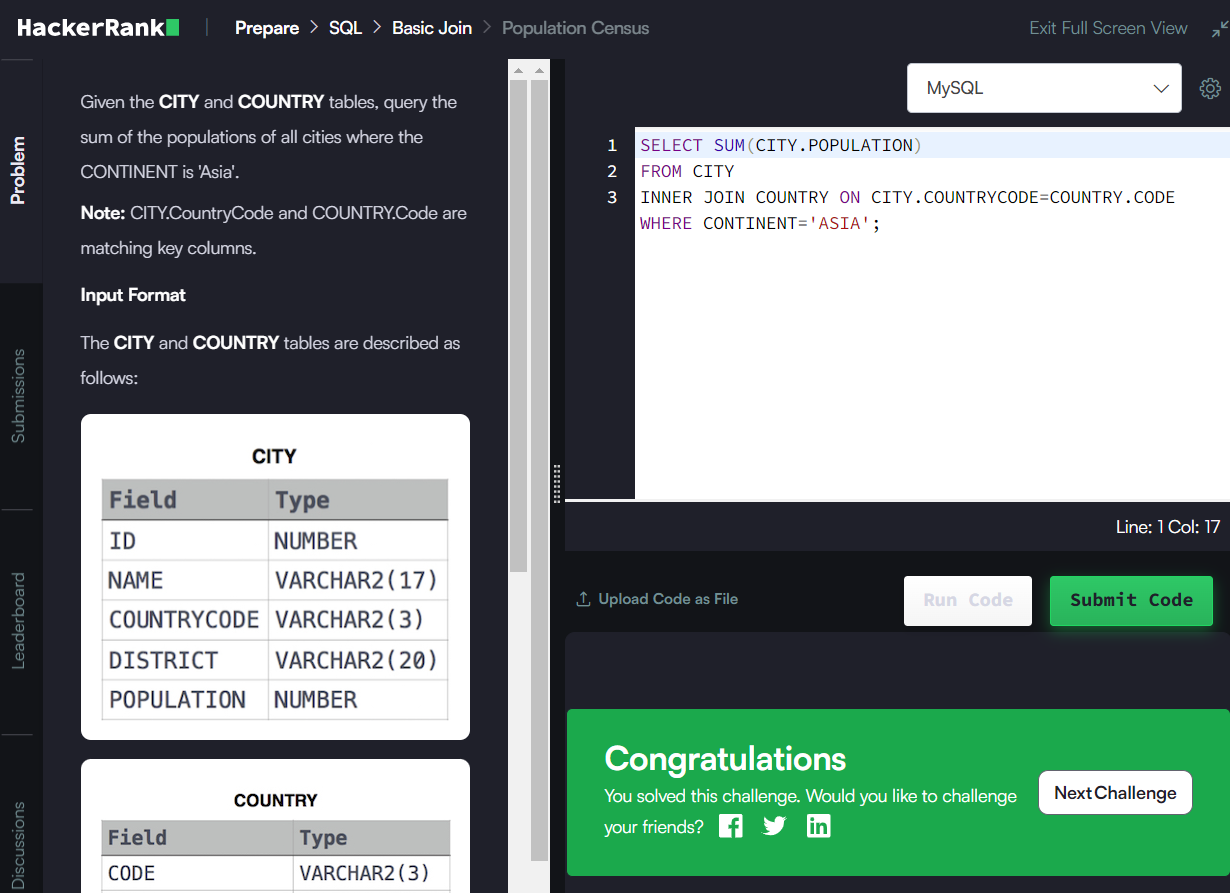 HackerRank | Prepare > SQL > Basic Join > Population Census Exit Full Screen View
Problem
Submissions
Leaderboard
Discussions
Given the CITY and COUNTRY tables, query the
sum of the populations of all cities where the
CONTINENT is 'Asia'.
Note: CITY.CountryCode and COUNTRY.Code are
matching key columns.
Input Format
The CITY and COUNTRY tables are described as
follows:
CITY
Field Type
ID NUMBER
NAME VARCHAR2(17)
COUNTRYCODE VARCHAR2(3)
DISTRICT VARCHAR2(20)
POPULATION NUMBER
COUNTRY
Field Type
CODE VARCHAR2(3)
MySQL
1 SELECT SUM(CITY.POPULATION)
2 FROM CITY
3 INNER JOIN COUNTRY ON CITY.COUNTRYCODE=COUNTRY.CODE
WHERE CONTINENT='ASIA';
Line: 1 Col: 17
Upload Code as File
Run Code
Submit Code
Congratulations
You solved this challenge. Would you like to challenge
your friends?
Next Challenge